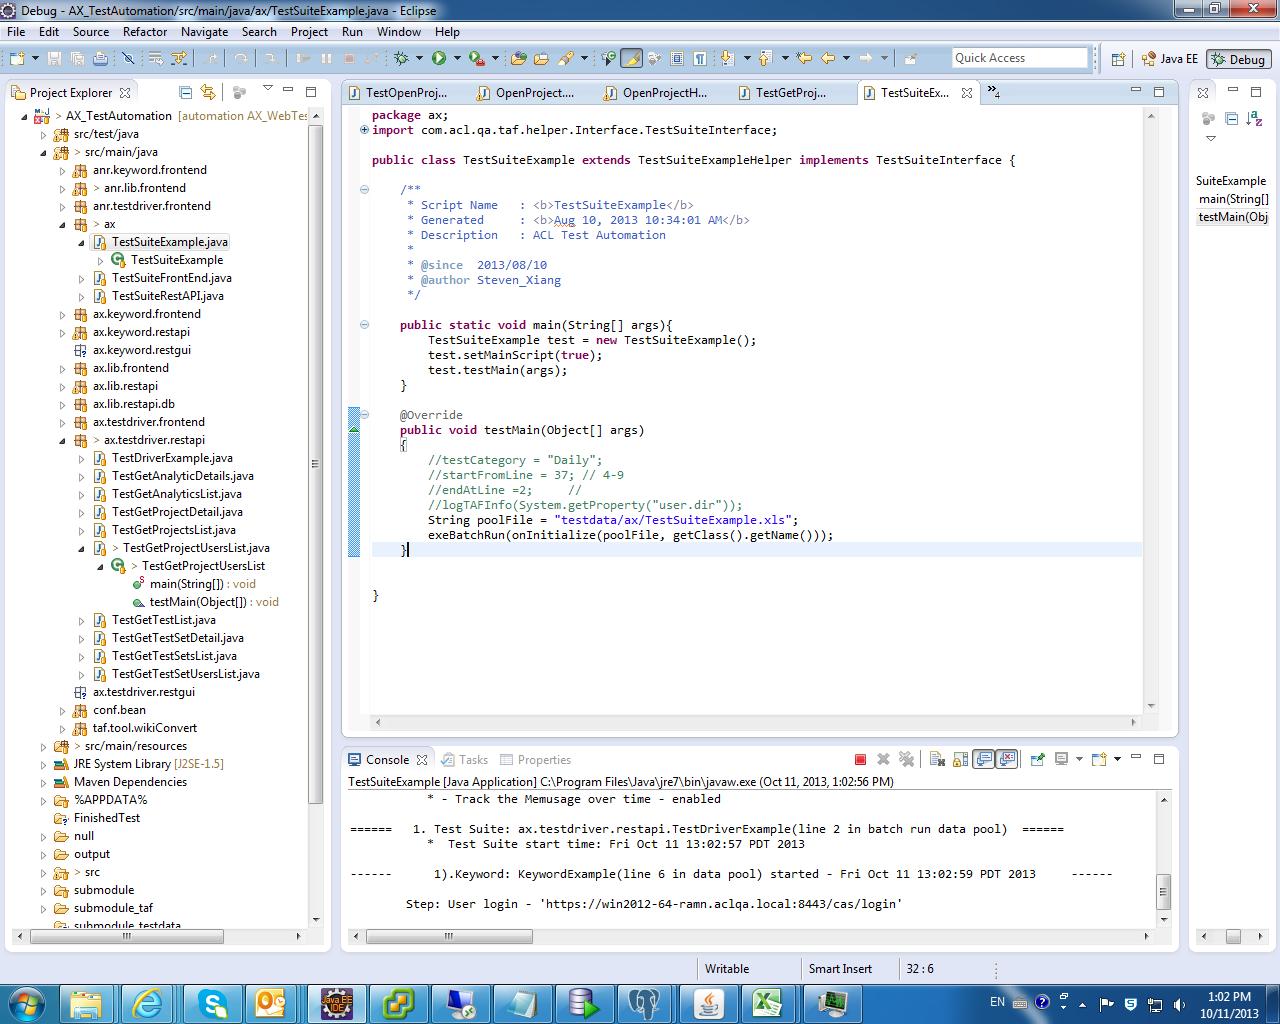 Debug - AX_TestAutomation/src/main/java/ax/TestSuiteExample.java - Eclipse
File Edit Source Refactor Navigate Search Project Run Window Help
Quick Access Java EE Debug
Project Explorer
AX_TestAutomation [automation AX_WebTes
src/test/java
> src/main/java
anr.keyword.frontend
> anr.lib.frontend
anr.testdriver.frontend
> ax
TestSuiteExample.java
TestSuiteExample
TestSuiteFrontEnd.java
TestSuiteRestAPI.java
ax.keyword.frontend
ax.keyword.restapi
ax.keyword.restgui
ax.lib.frontend
ax.lib.restapi
ax.lib.restapi.db
ax.testdriver.frontend
> ax.testdriver.restapi
TestDriverExample.java
TestGetAnalyticDetails.java
TestGetAnalyticsList.java
TestGetProjectDetail.java
TestGetProjectsList.java
> TestGetProjectUsersList.java
> TestGetProjectUsersList
main(String[]) : void
testMain(Object[]) : void
TestGetTestList.java
TestGetTestSetDetail.java
TestGetTestSetsList.java
TestGetTestSetUsersList.java
ax.testdriver.restgui
conf.bean
taf.tool.wikiConvert
> src/main/resources
JRE System Library [J2SE-1.5]
Maven Dependencies
%APPDATA%
FinishedTest
null
output
> src
submodule
submodule_taf
submodule_testdata
TestOpenProj... OpenProject.... OpenProjectH... TestGetProj... TestSuiteEx... »4
package ax;
import com.acl.qa.taf.helper.Interface.TestSuiteInterface;
public class TestSuiteExample extends TestSuiteExampleHelper implements TestSuiteInterface {
/**
* Script Name : <b>TestSuiteExample</b>
* Generated : <b>Aug 10, 2013 10:34:01 AM</b>
* Description : ACL Test Automation
*
* @since 2013/08/10
* @author Steven_Xiang
*/
public static void main(String[] args){
TestSuiteExample test = new TestSuiteExample();
test.setMainScript(true);
test.testMain(args);
}
@Override
public void testMain(Object[] args)
{
//testCategory = "Daily";
//startFromLine = 37; // 4-9
//endAtLine =2; //
//logTAFInfo(System.getProperty("user.dir"));
String poolFile = "testdata/ax/TestSuiteExample.xls";
exeBatchRun(onInitialize(poolFile, getClass().getName()));
}
}
SuiteExample
main(String[]
testMain(Obj
Console Tasks Properties
TestSuiteExample [Java Application] C:\Program Files\Java\jre7\bin\javaw.exe (Oct 11, 2013, 1:02:56 PM)
* - Track the Memusage over time - enabled
====== 1. Test Suite: ax.testdriver.restapi.TestDriverExample(line 2 in batch run data pool) ======
* Test Suite start time: Fri Oct 11 13:02:57 PDT 2013
------ 1).Keyword: KeywordExample(line 6 in data pool) started - Fri Oct 11 13:02:59 PDT 2013 ------
Step: User login - 'https://win2012-64-ramn.aclqa.local:8443/cas/login'
Writable Smart Insert 32 : 6
Java EE
IDE
EN
1:02 PM
10/11/2013